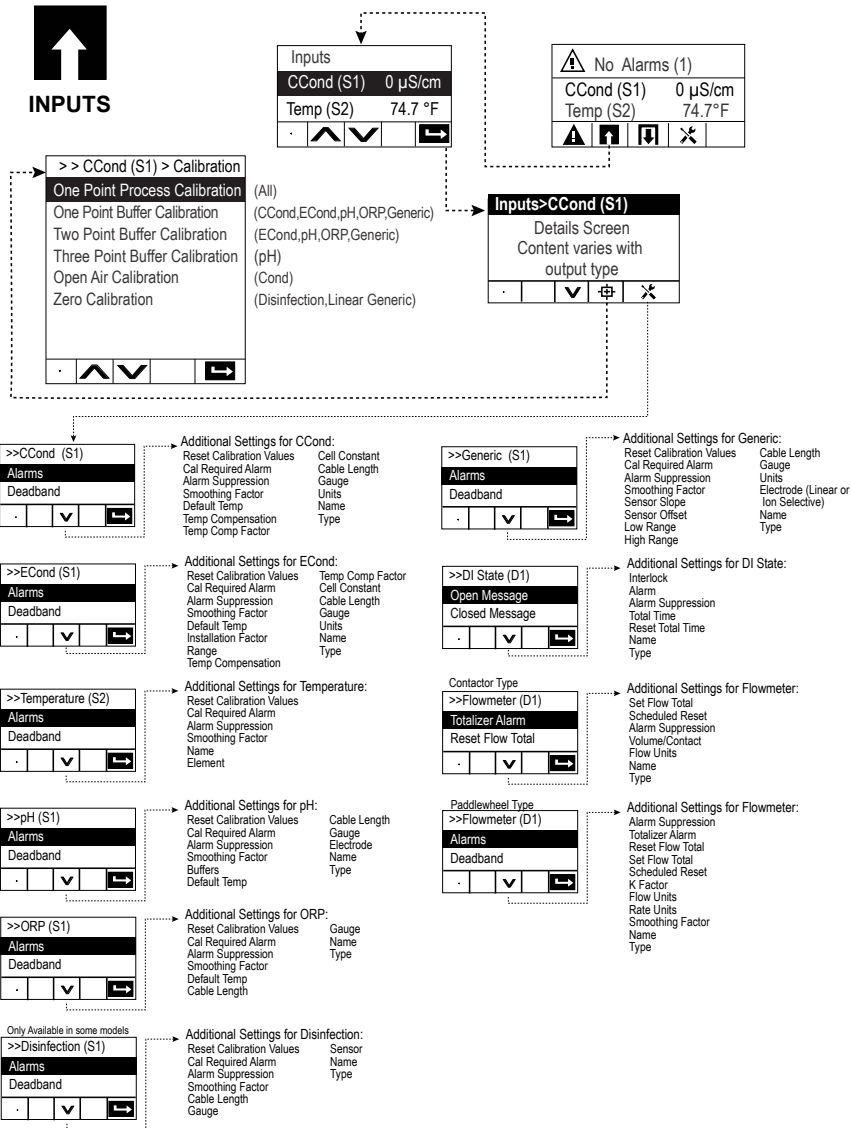 INPUTS
Inputs
CCond (S1) 0 µS/cm
Temp (S2) 74.7 °F
No Alarms (1)
CCond (S1) 0 µS/cm
Temp (S2) 74.7°F
> > CCond (S1) > Calibration
One Point Process Calibration (All)
One Point Buffer Calibration (CCond,ECond,pH,ORP,Generic)
Two Point Buffer Calibration (ECond,pH,ORP,Generic)
Three Point Buffer Calibration (pH)
Open Air Calibration (Cond)
Zero Calibration (Disinfection,Linear Generic)
Inputs>CCond (S1)
Details Screen
Content varies with
output type
>>CCond (S1)
Alarms
Deadband
Additional Settings for CCond:
Reset Calibration Values Cell Constant
Cal Required Alarm Cable Length
Alarm Suppression Gauge
Smoothing Factor Units
Default Temp Name
Temp Compensation Type
Temp Comp Factor
>>ECond (S1)
Alarms
Deadband
Additional Settings for ECond:
Reset Calibration Values Temp Comp Factor
Cal Required Alarm Cell Constant
Alarm Suppression Cable Length
Smoothing Factor Gauge
Default Temp Units
Installation Factor Name
Range Type
Temp Compensation
>>Temperature (S2)
Alarms
Deadband
Additional Settings for Temperature:
Reset Calibration Values
Cal Required Alarm
Alarm Suppression
Smoothing Factor
Name
Element
>>pH (S1)
Alarms
Deadband
Additional Settings for pH:
Reset Calibration Values Cable Length
Cal Required Alarm Gauge
Alarm Suppression Electrode
Smoothing Factor Name
Buffers Type
Default Temp
>>ORP (S1)
Alarms
Deadband
Additional Settings for ORP:
Reset Calibration Values Gauge
Cal Required Alarm Name
Alarm Suppression Type
Smoothing Factor
Default Temp
Cable Length
Only Available in some models
>>Disinfection (S1)
Alarms
Deadband
Additional Settings for Disinfection:
Reset Calibration Values Sensor
Cal Required Alarm Name
Alarm Suppression Type
Smoothing Factor
Cable Length
Gauge
>>Generic (S1)
Alarms
Deadband
Additional Settings for Generic:
Reset Calibration Values Cable Length
Cal Required Alarm Gauge
Alarm Suppression Units
Smoothing Factor Electrode (Linear or
Sensor Slope Ion Selective)
Sensor Offset Name
Low Range Type
High Range
>>DI State (D1)
Open Message
Closed Message
Additional Settings for DI State:
Interlock
Alarm
Alarm Suppression
Total Time
Reset Total Time
Name
Type
Contactor Type
>>Flowmeter (D1)
Totalizer Alarm
Reset Flow Total
Additional Settings for Flowmeter:
Set Flow Total
Scheduled Reset
Alarm Suppression
Volume/Contact
Flow Units
Name
Type
Paddlewheel Type
>>Flowmeter (D1)
Alarms
Deadband
Additional Settings for Flowmeter:
Alarm Suppression
Totalizer Alarm
Reset Flow Total
Set Flow Total
Scheduled Reset
K Factor
Flow Units
Rate Units
Smoothing Factor
Name
Type